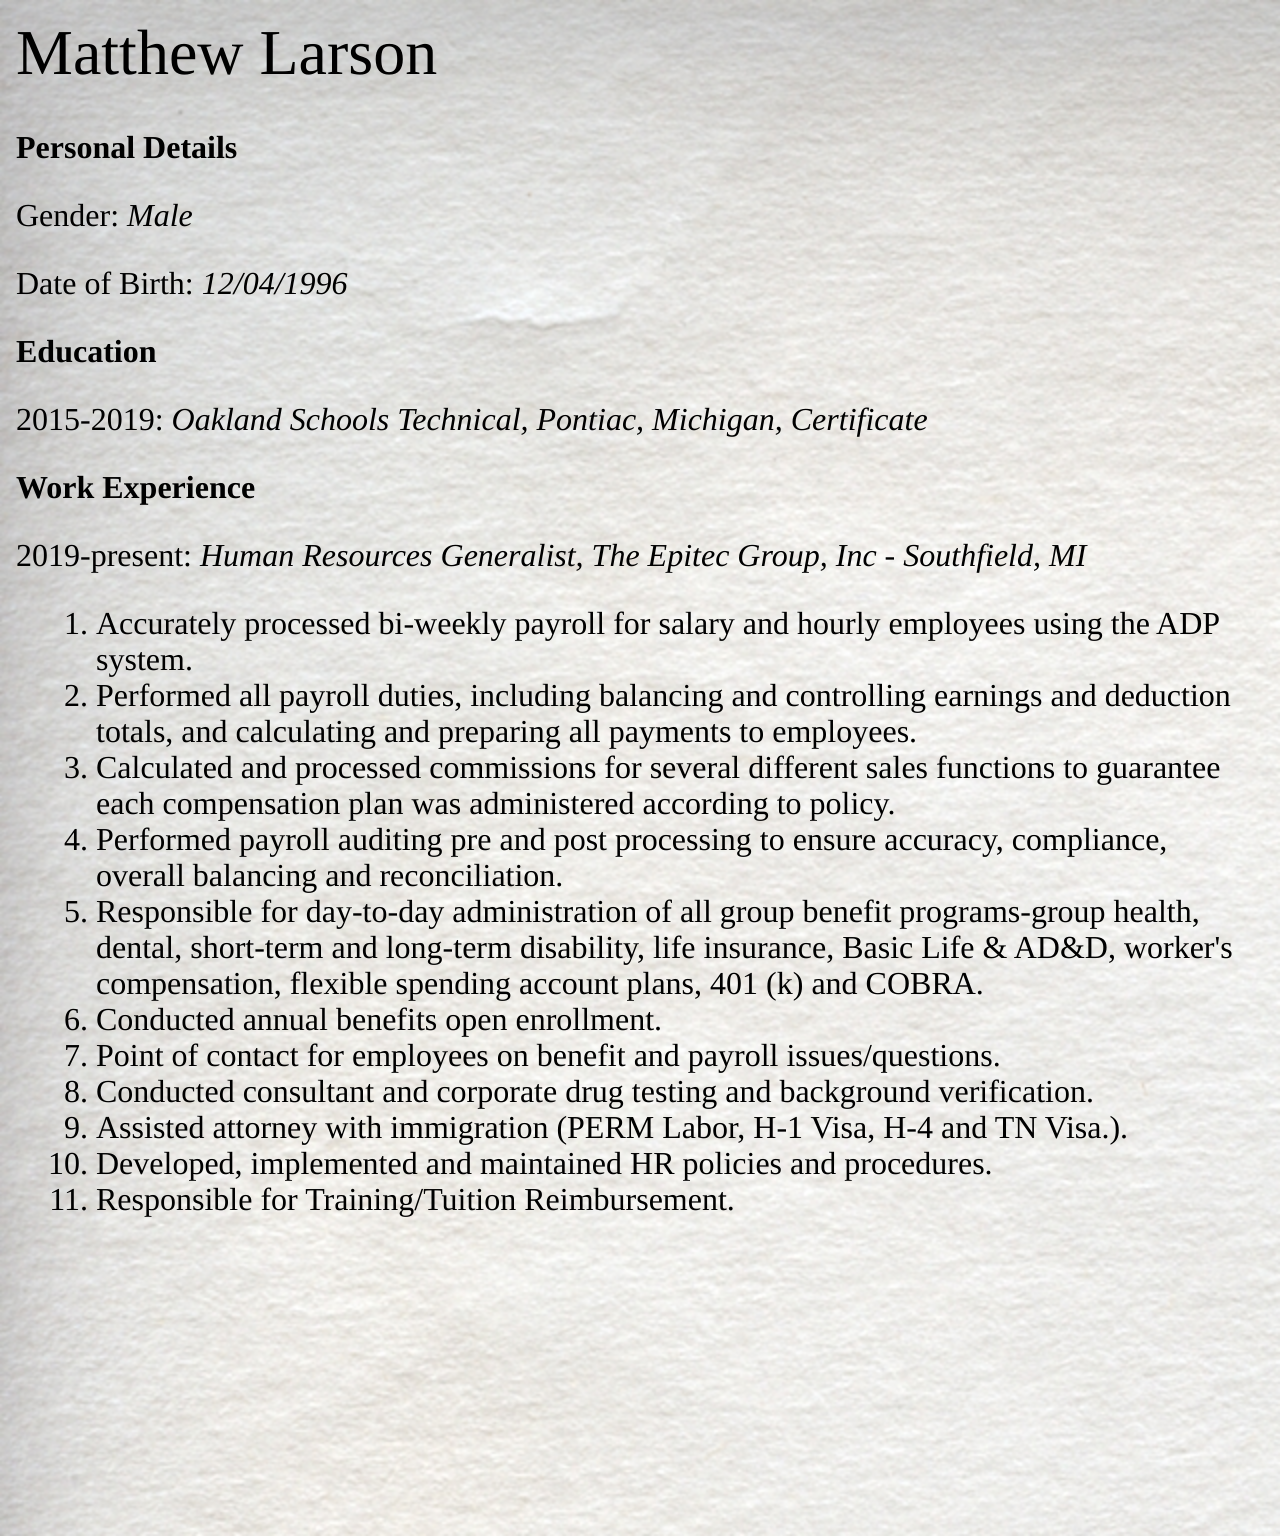 Matthew Larson
Personal Details
Gender: Male
Date of Birth: 12/04/1996
Education
2015-2019: Oakland Schools Technical, Pontiac, Michigan, Certificate
Work Experience
2019-present: Human Resources Generalist, The Epitec Group, Inc - Southfield, MI
1. Accurately processed bi-weekly payroll for salary and hourly employees using the ADP
system.
2. Performed all payroll duties, including balancing and controlling earnings and deduction
totals, and calculating and preparing all payments to employees.
3. Calculated and processed commissions for several different sales functions to guarantee
each compensation plan was administered according to policy.
4. Performed payroll auditing pre and post processing to ensure accuracy, compliance,
overall balancing and reconciliation.
5. Responsible for day-to-day administration of all group benefit programs-group health,
dental, short-term and long-term disability, life insurance, Basic Life & AD&D, worker's
compensation, flexible spending account plans, 401 (k) and COBRA.
6. Conducted annual benefits open enrollment.
7. Point of contact for employees on benefit and payroll issues/questions.
8. Conducted consultant and corporate drug testing and background verification.
9. Assisted attorney with immigration (PERM Labor, H-1 Visa, H-4 and TN Visa.).
10. Developed, implemented and maintained HR policies and procedures.
11. Responsible for Training/Tuition Reimbursement.